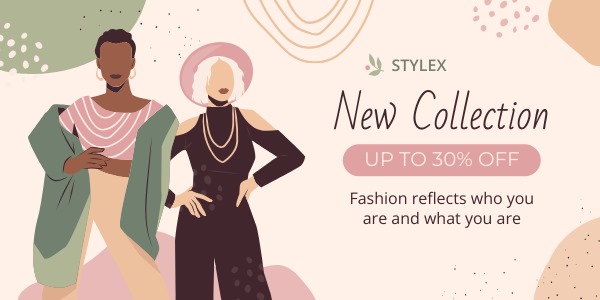 STYLEX
New Collection
UP TO 30% OFF
Fashion reflects who you
are and what you are